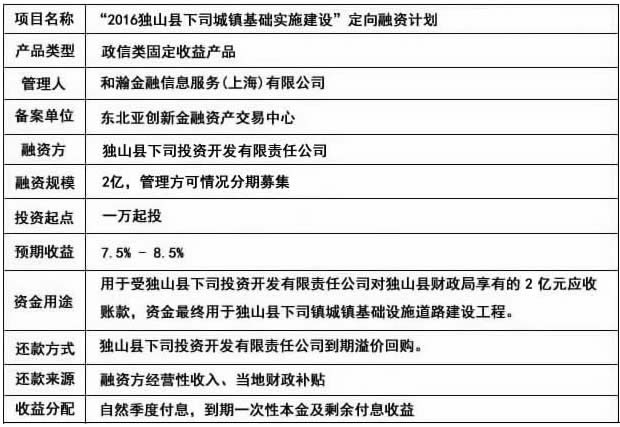 项目名称 “2016独山县下司城镇基础实施建设”定向融资计划
产品类型 政信类固定收益产品
管理人 和瀚金融信息服务(上海)有限公司
备案单位 东北亚创新金融资产交易中心
融资方 独山县下司投资开发有限责任公司
融资规模 2亿，管理方可情况分期募集
投资起点 一万起投
预期收益 7.5% - 8.5%
资金用途 用于受独山县下司投资开发有限责任公司对独山县财政局享有的 2 亿元应收
账款，资金最终用于独山县下司镇城镇基础设施道路建设工程。
还款方式 独山县下司投资开发有限责任公司到期溢价回购。
还款来源 融资方经营性收入、当地财政补贴
收益分配 自然季度付息，到期一次性本金及剩余付息收益